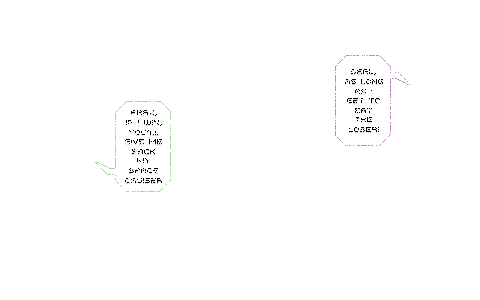 IF I WIN,
YOU'LL
GIVE ME
BACK
MY
SPACE
CRUISER
DEAL,
AS LONG
AS I
GET TO
EAT
THE
LOSER!